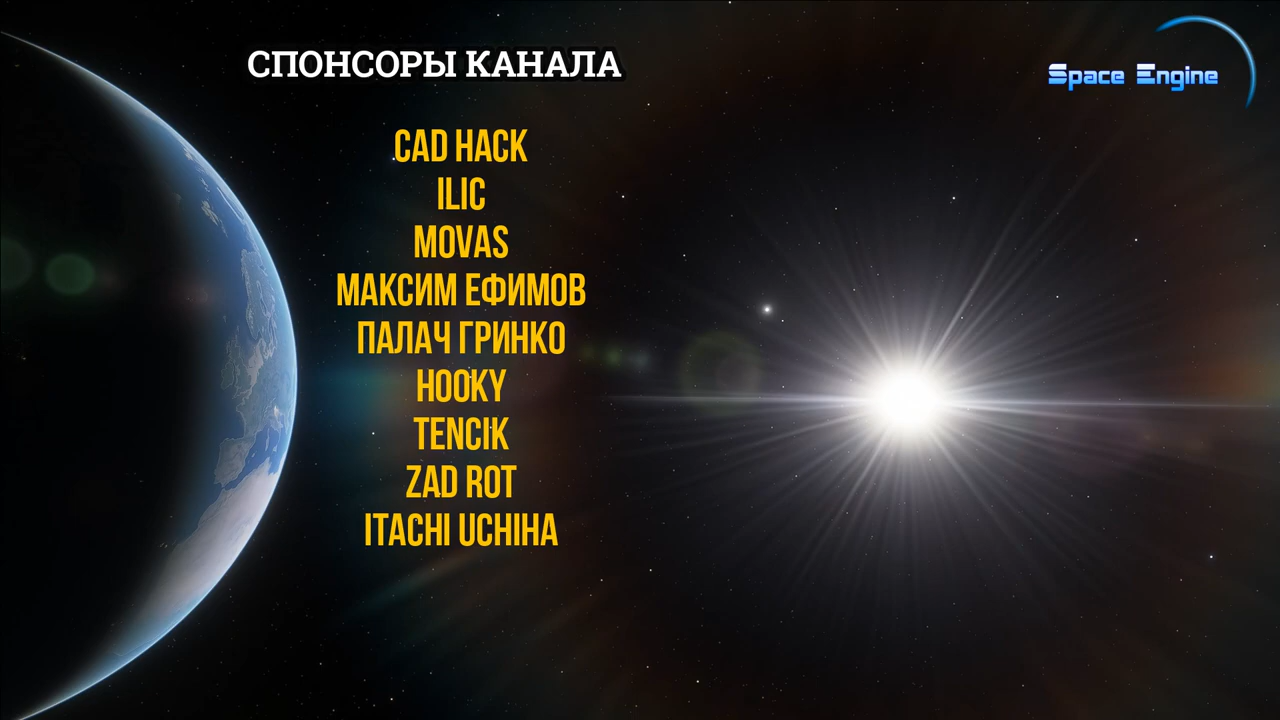 СПОНСОРЫ КАНАЛА
Space Engine
CAD HACK
ILIC
MOVAS
МАКСИМ ЕФИМОВ
ПАЛАЧ ГРИНКО
HOOKY
TENCIK
ZAD ROT
ITACHI UCHIHA